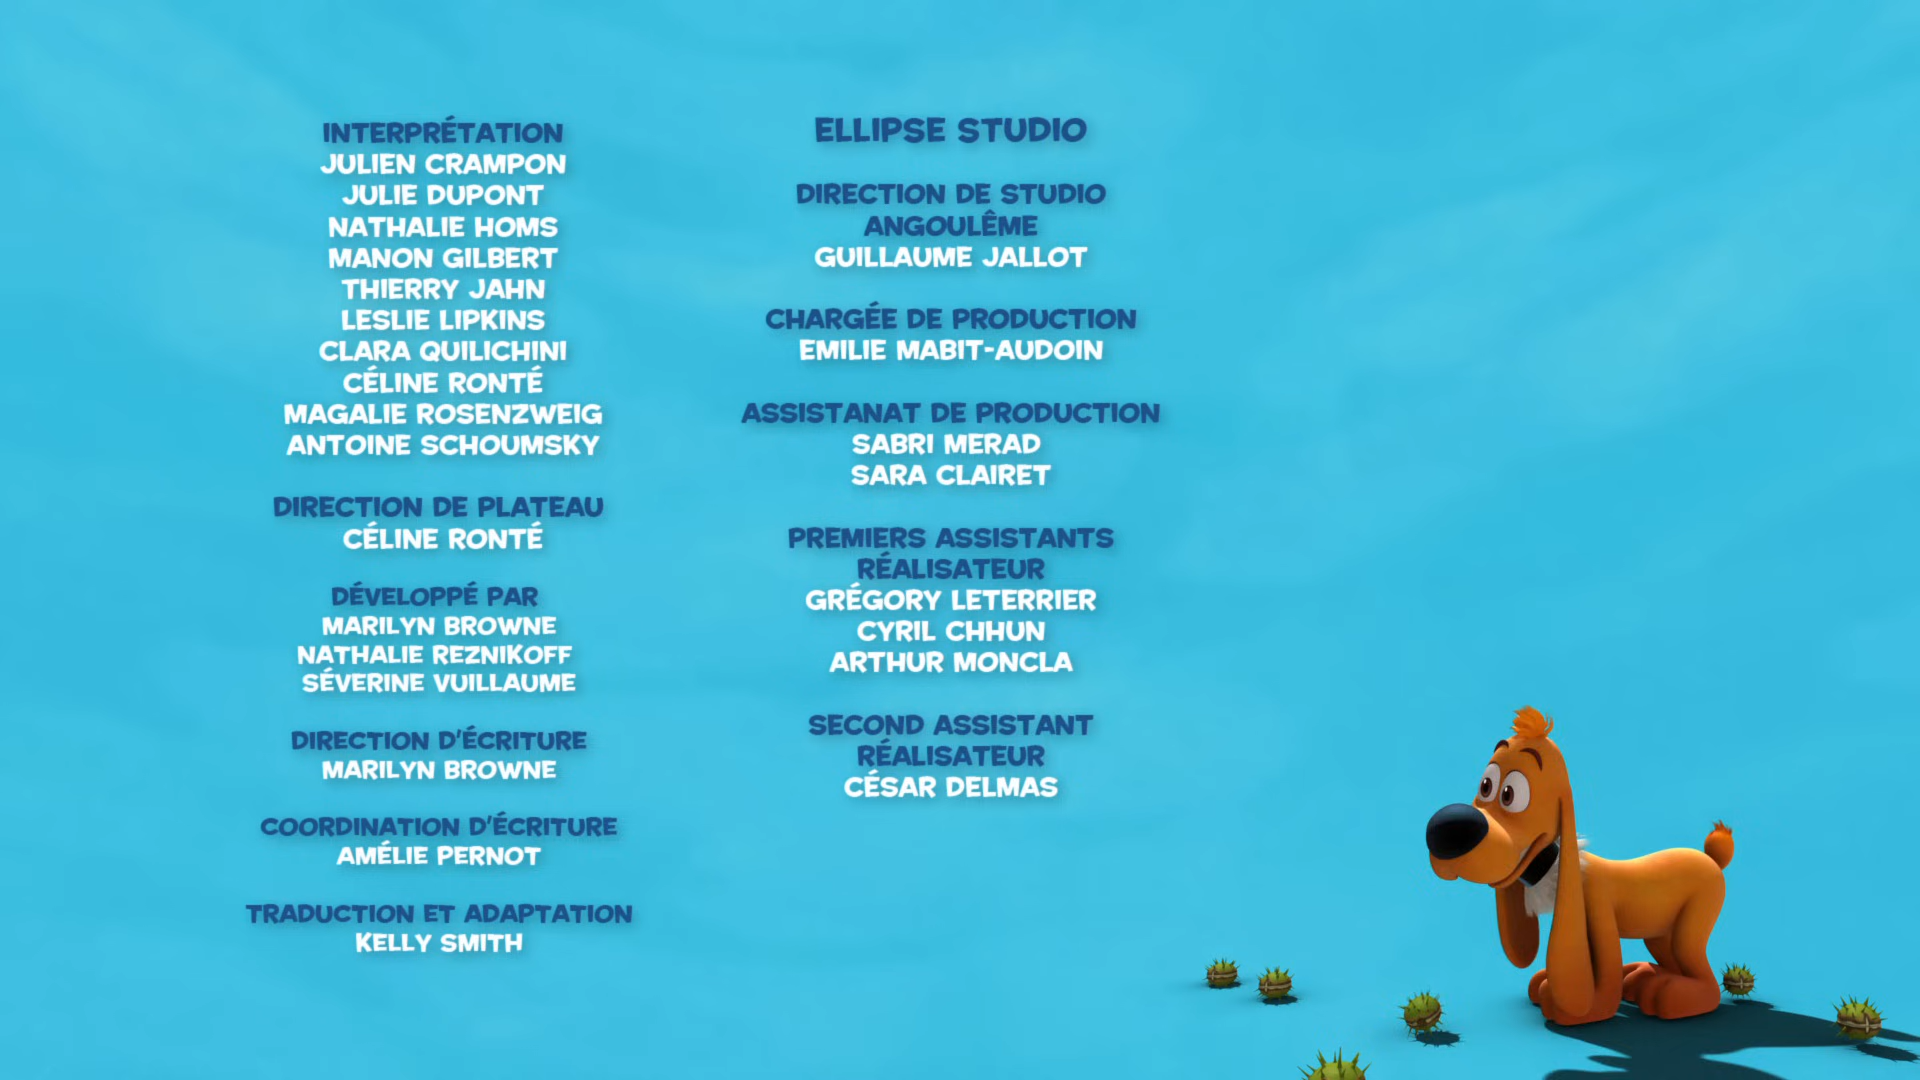 INTERPRÉTATION
JULIEN CRAMPON
JULIE DUPONT
NATHALIE HOMS
MANON GILBERT
THIERRY JAHN
LESLIE LIPKINS
CLARA QUILICHINI
CÉLINE RONTÉ
MAGALIE ROSENZWEIG
ANTOINE SCHOUMSKY
DIRECTION DE PLATEAU
CÉLINE RONTÉ
DÉVELOPPÉ PAR
MARILYN BROWNE
NATHALIE REZNIKOFF
SÉVERINE VUILLAUME
DIRECTION D'ÉCRITURE
MARILYN BROWNE
COORDINATION D'ÉCRITURE
AMÉLIE PERNOT
TRADUCTION ET ADAPTATION
KELLY SMITH
ELLIPSE STUDIO
DIRECTION DE STUDIO
ANGOULÊME
GUILLAUME JALLOT
CHARGÉE DE PRODUCTION
EMILIE MABIT-AUDOIN
ASSISTANAT DE PRODUCTION
SABRI MERAD
SARA CLAIRET
PREMIERS ASSISTANTS
RÉALISATEUR
GRÉGORY LETERRIER
CYRIL CHHUN
ARTHUR MONCLA
SECOND ASSISTANT
RÉALISATEUR
CÉSAR DELMAS